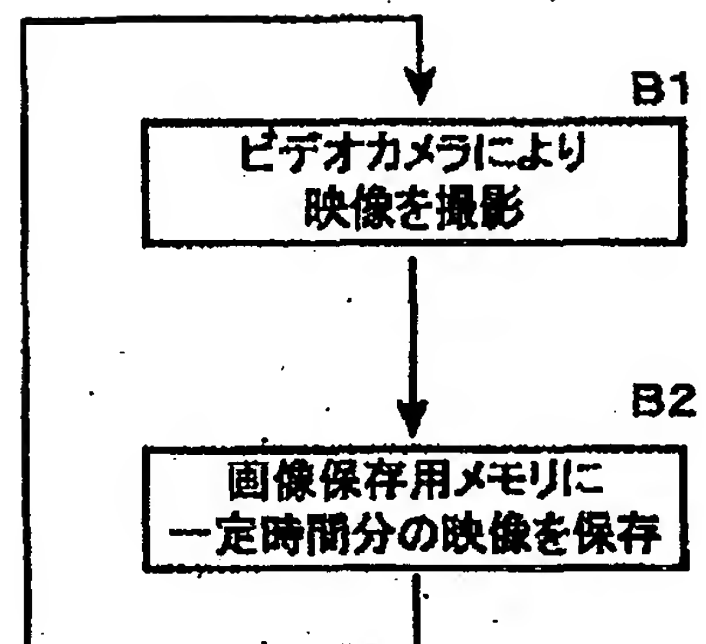 B1
ビデオカメラにより
映像を撮影
B2
画像保存用メモリに
一定時間分の映像を保存